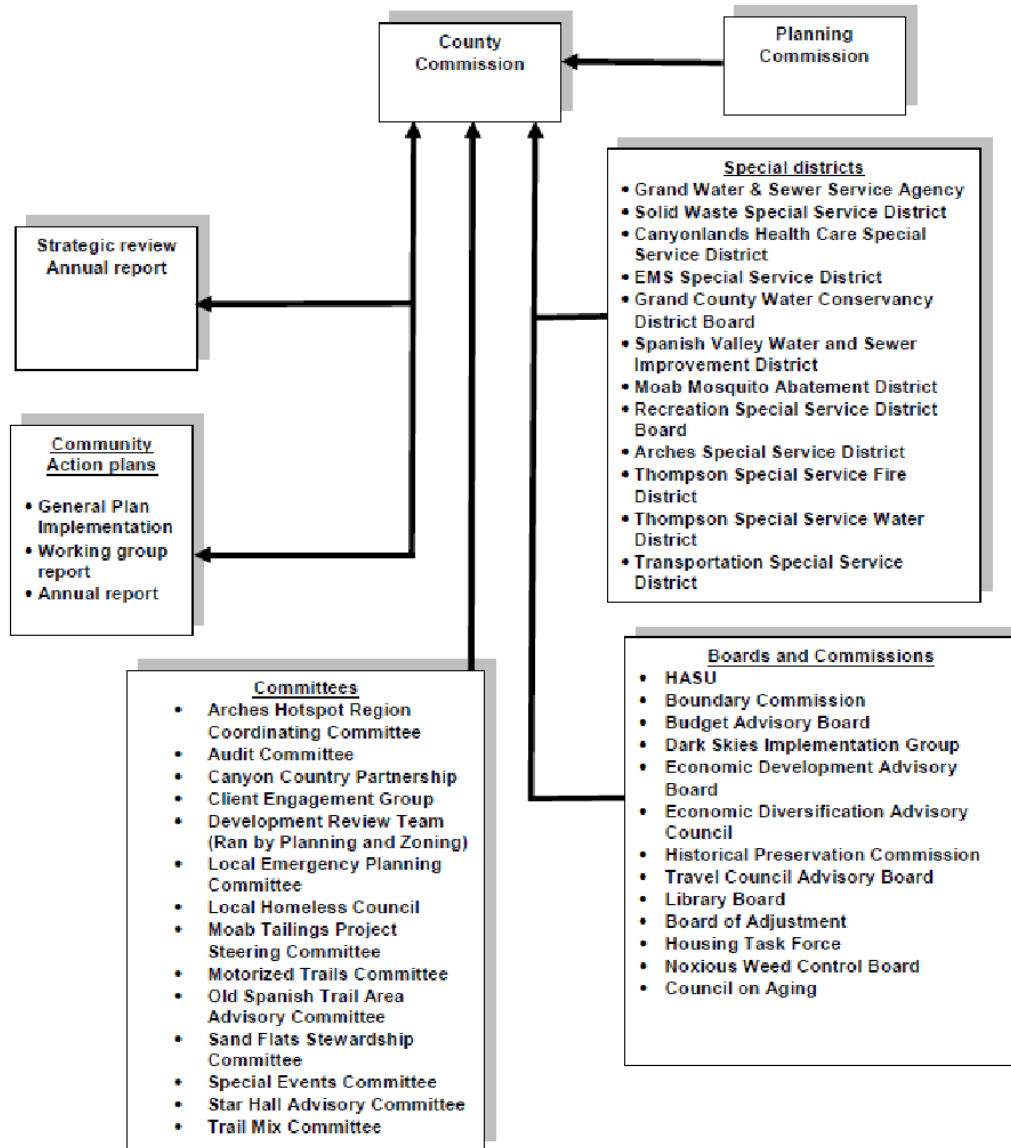 County
Commission
Planning
Commission
Special districts
• Grand Water & Sewer Service Agency
• Solid Waste Special Service District
• Canyonlands Health Care Special
Service District
• EMS Special Service District
• Grand County Water Conservancy
District Board
• Spanish Valley Water and Sewer
Improvement District
• Moab Mosquito Abatement District
• Recreation Special Service District
Board
• Arches Special Service District
• Thompson Special Service Fire
District
• Thompson Special Service Water
District
• Transportation Special Service
District
Strategic review
Annual report
Community
Action plans
• General Plan
Implementation
• Working group
report
• Annual report
Committees
• Arches Hotspot Region
Coordinating Committee
• Audit Committee
• Canyon Country Partnership
• Client Engagement Group
• Development Review Team
(Ran by Planning and Zoning)
• Local Emergency Planning
Committee
• Local Homeless Council
• Moab Tailings Project
Steering Committee
• Motorized Trails Committee
• Old Spanish Trail Area
Advisory Committee
• Sand Flats Stewardship
Committee
• Special Events Committee
• Star Hall Advisory Committee
• Trail Mix Committee
Boards and Commissions
• HASU
• Boundary Commission
• Budget Advisory Board
• Dark Skies Implementation Group
• Economic Development Advisory
Board
• Economic Diversification Advisory
Council
• Historical Preservation Commission
• Travel Council Advisory Board
• Library Board
• Board of Adjustment
• Housing Task Force
• Noxious Weed Control Board
• Council on Aging